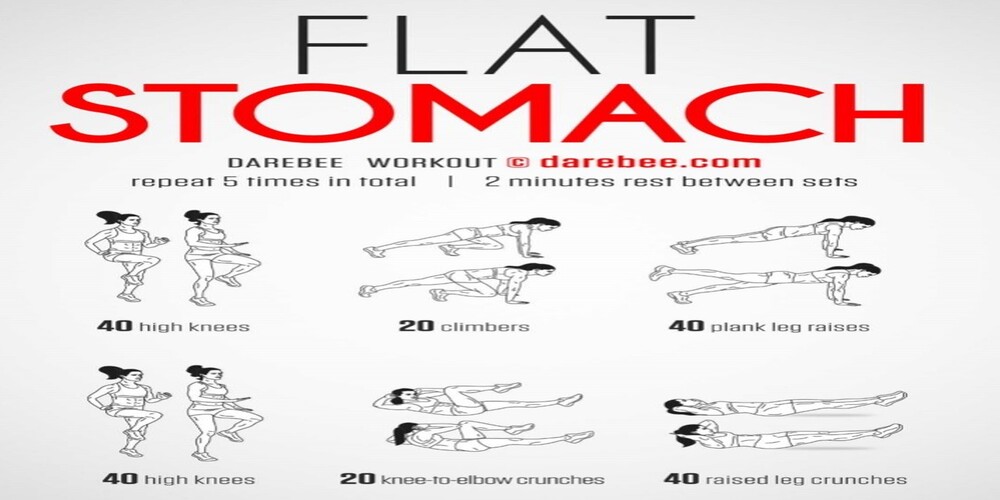 FLAT
STOMACH
DAREBEE WORKOUT © darebee.com
repeat 5 times in total | 2 minutes rest between sets
40 high knees
20 climbers
40 plank leg raises
40 high knees
20 knee-to-elbow crunches
40 raised leg crunches